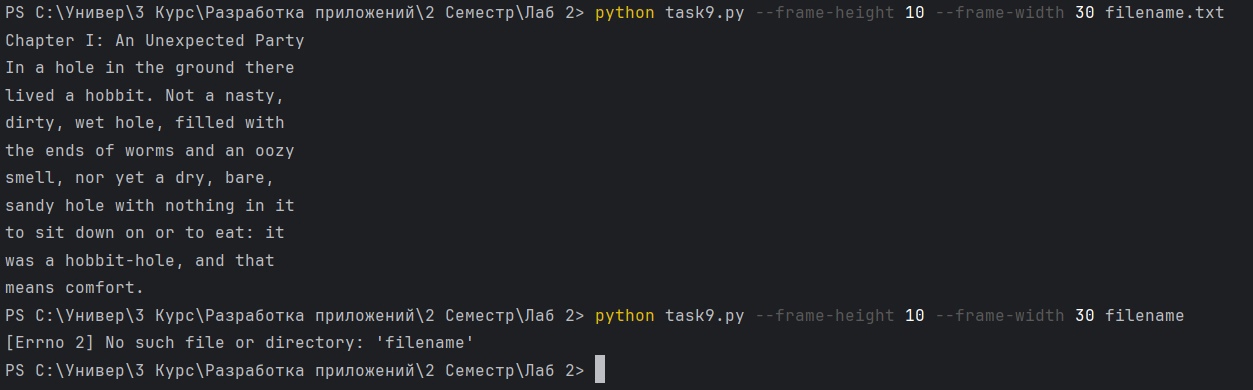 PS C:\Универ\3 Курс\Разработка приложений\2 Семестр\Лаб 2> python task9.py --frame-height 10 --frame-width 30 filename.txt
Chapter I: An Unexpected Party
In a hole in the ground there
lived a hobbit. Not a nasty,
dirty, wet hole, filled with
the ends of worms and an oozy
smell, nor yet a dry, bare,
sandy hole with nothing in it
to sit down on or to eat: it
was a hobbit-hole, and that
means comfort.
PS C:\Универ\3 Курс\Разработка приложений\2 Семестр\Лаб 2> python task9.py --frame-height 10 --frame-width 30 filename
[Errno 2] No such file or directory: 'filename'
PS C:\Универ\3 Курс\Разработка приложений\2 Семестр\Лаб 2>